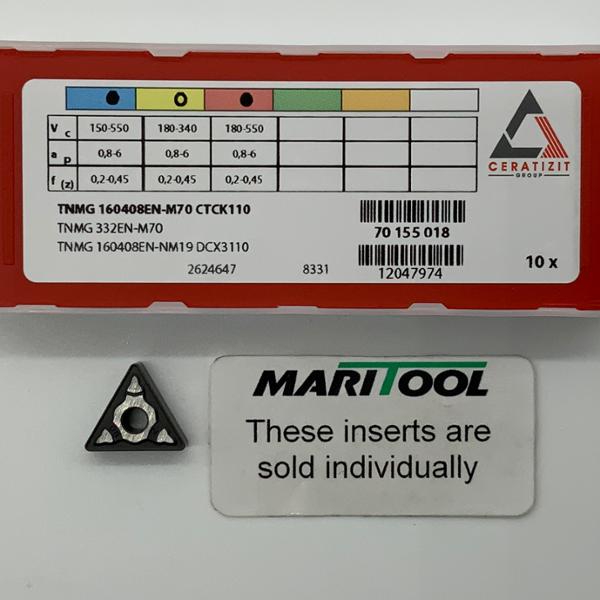 V c 150-550 180-340 180-550
a p 0,8-6 0,8-6 0,8-6
f (z) 0,2-0,45 0,2-0,45 0,2-0,45
CERATIZIT
GROUP
TNMG 160408EN-M70 CTCK110
TNMG 332EN-M70
70 155 018
TNMG 160408EN-NM19 DCX3110
2624647 8331 12047974
10 x
MARITOOL
These inserts are
sold individually